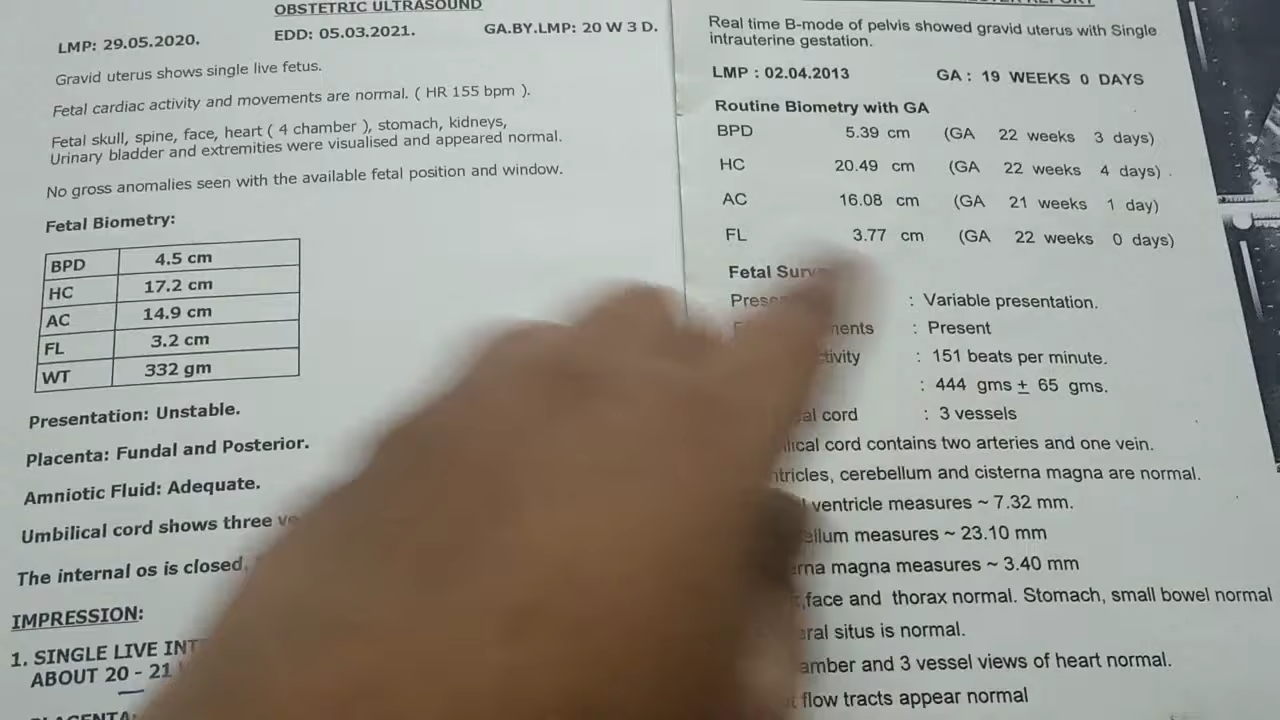 OBSTETRIC ULTRASOUND
LMP: 29.05.2020. EDD: 05.03.2021. GA.BY.LMP: 20 W 3 D.
Gravid uterus shows single live fetus.
Fetal cardiac activity and movements are normal. ( HR 155 bpm ).
Fetal skull, spine, face, heart ( 4 chamber ), stomach, kidneys,
Urinary bladder and extremities were visualised and appeared normal.
No gross anomalies seen with the available fetal position and window.
Fetal Biometry:
BPD 4.5 cm
HC 17.2 cm
AC 14.9 cm
FL 3.2 cm
WT 332 gm
Presentation: Unstable.
Placenta: Fundal and Posterior.
Amniotic Fluid: Adequate.
Umbilical cord shows three
The internal os is closed.
IMPRESSION:
1. SINGLE LIVE
ABOUT 20 - 21
Real time B-mode of pelvis showed gravid uterus with Single
intrauterine gestation.
LMP : 02.04.2013 GA : 19 WEEKS 0 DAYS
Routine Biometry with GA
BPD 5.39 cm (GA 22 weeks 3 days)
HC 20.49 cm (GA 22 weeks 4 days) .
AC 16.08 cm (GA 21 weeks 1 day)
FL 3.77 cm (GA 22 weeks 0 days)
Fetal
: Variable presentation.
: Present
: 151 beats per minute.
: 444 gms ± 65 gms.
cord : 3 vessels
cord contains two arteries and one vein.
cerebellum and cisterna magna are normal.
ventricle measures ~ 7.32 mm.
measures ~ 23.10 mm
magna measures ~ 3.40 mm
face and thorax normal. Stomach, small bowel normal
situs is normal.
and 3 vessel views of heart normal.
flow tracts appear normal